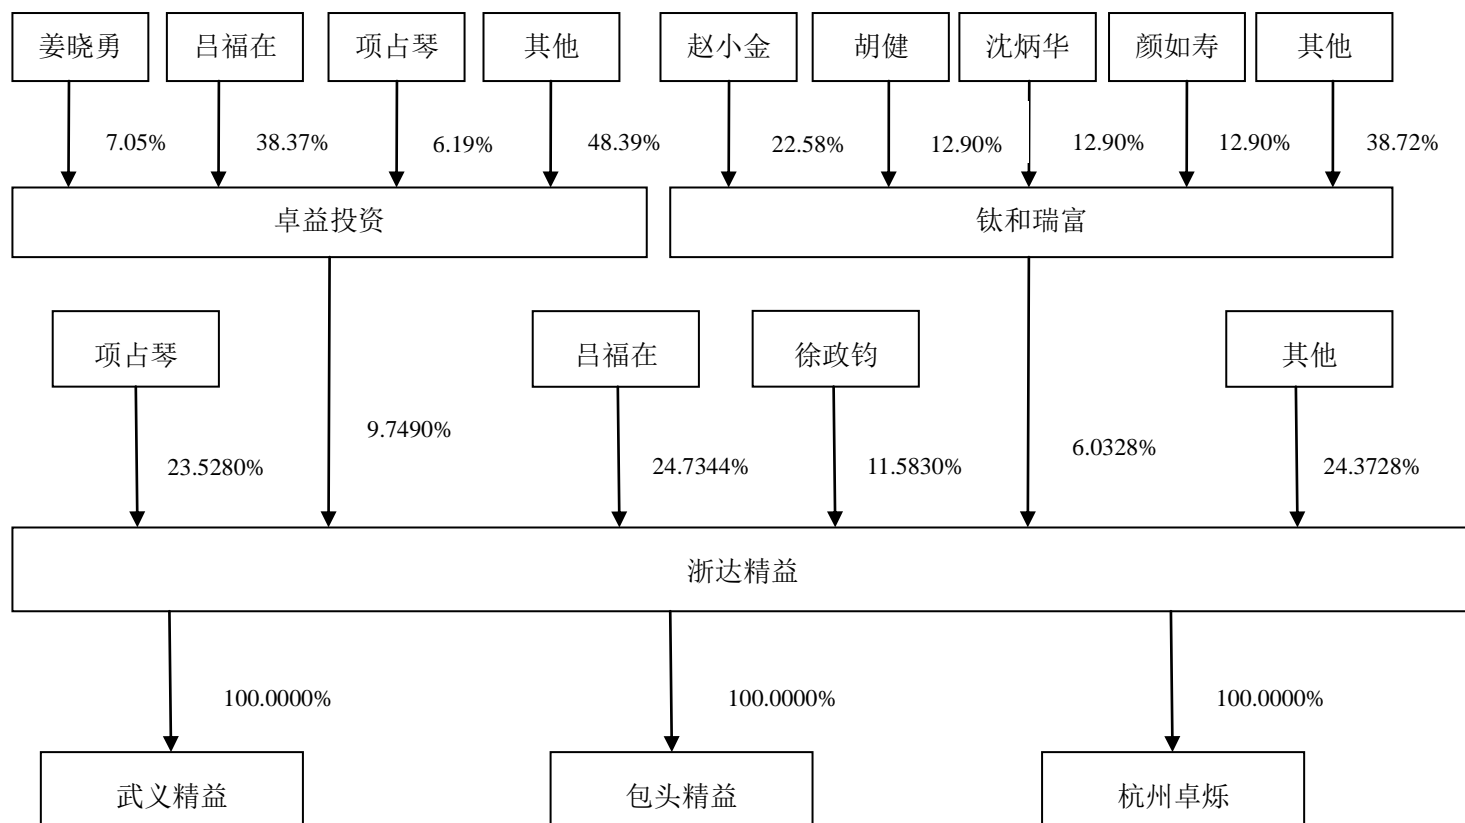 姜晓勇 吕福在 项占琴 其他 赵小金 胡健 沈炳华 颜如寿 其他
7.05% 38.37% 6.19% 48.39% 22.58% 12.90% 12.90% 12.90% 38.72%
卓益投资 钛和瑞富
项占琴 吕福在 徐政钧 其他
9.7490% 6.0328%
23.5280% 24.7344% 11.5830% 24.3728%
浙达精益
100.0000% 100.0000% 100.0000%
武义精益 包头精益 杭州卓烁